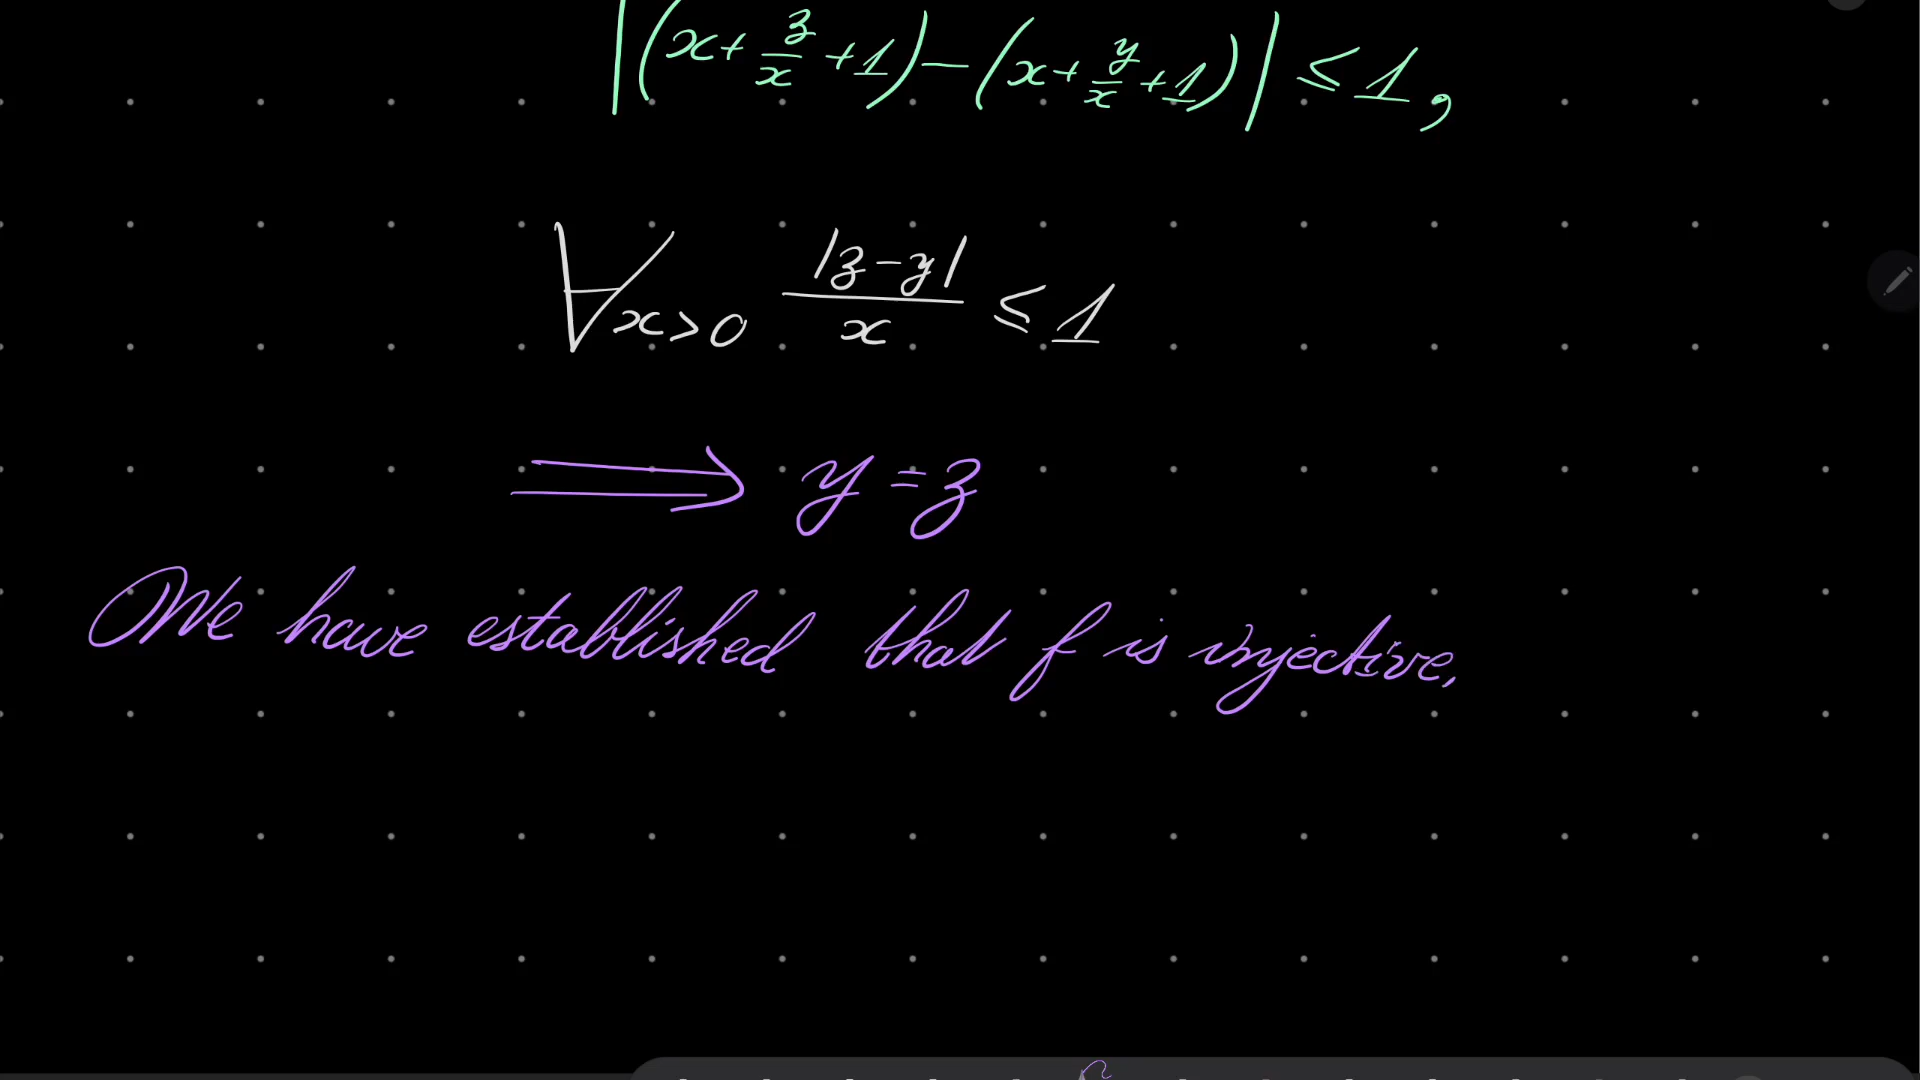 |(x+z/x+1)-(x+y/x+1)|≤1,
∀x>0 |z-y|/x≤1
⟹ y=z
We have established that f is injective.